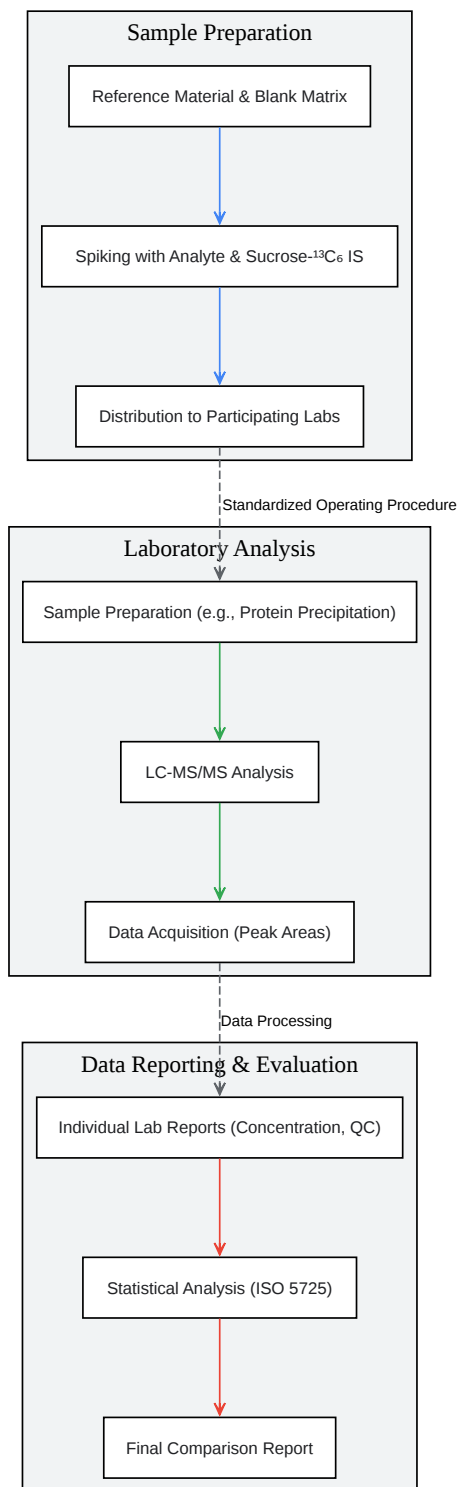 Sample Preparation
Reference Material & Blank Matrix
Spiking with Analyte & Sucrose-¹³C₆ IS
Distribution to Participating Labs
Standardized Operating Procedure
Laboratory Analysis
Sample Preparation (e.g., Protein Precipitation)
LC-MS/MS Analysis
Data Acquisition (Peak Areas)
Data Processing
Data Reporting & Evaluation
Individual Lab Reports (Concentration, QC)
Statistical Analysis (ISO 5725)
Final Comparison Report